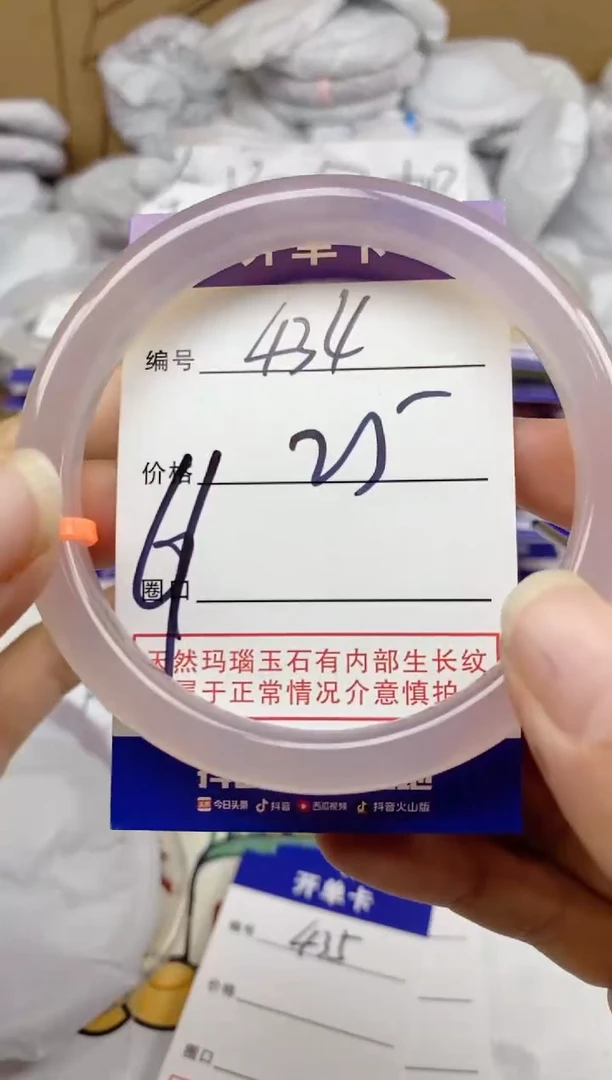 开单卡
编号 434
价格 25
圈口
天然玛瑙玉石有内部生长纹
属于正常情况介意慎拍
今日头条 抖音 西瓜视频 抖音火山版
开单卡
编号 435
价格
圈口